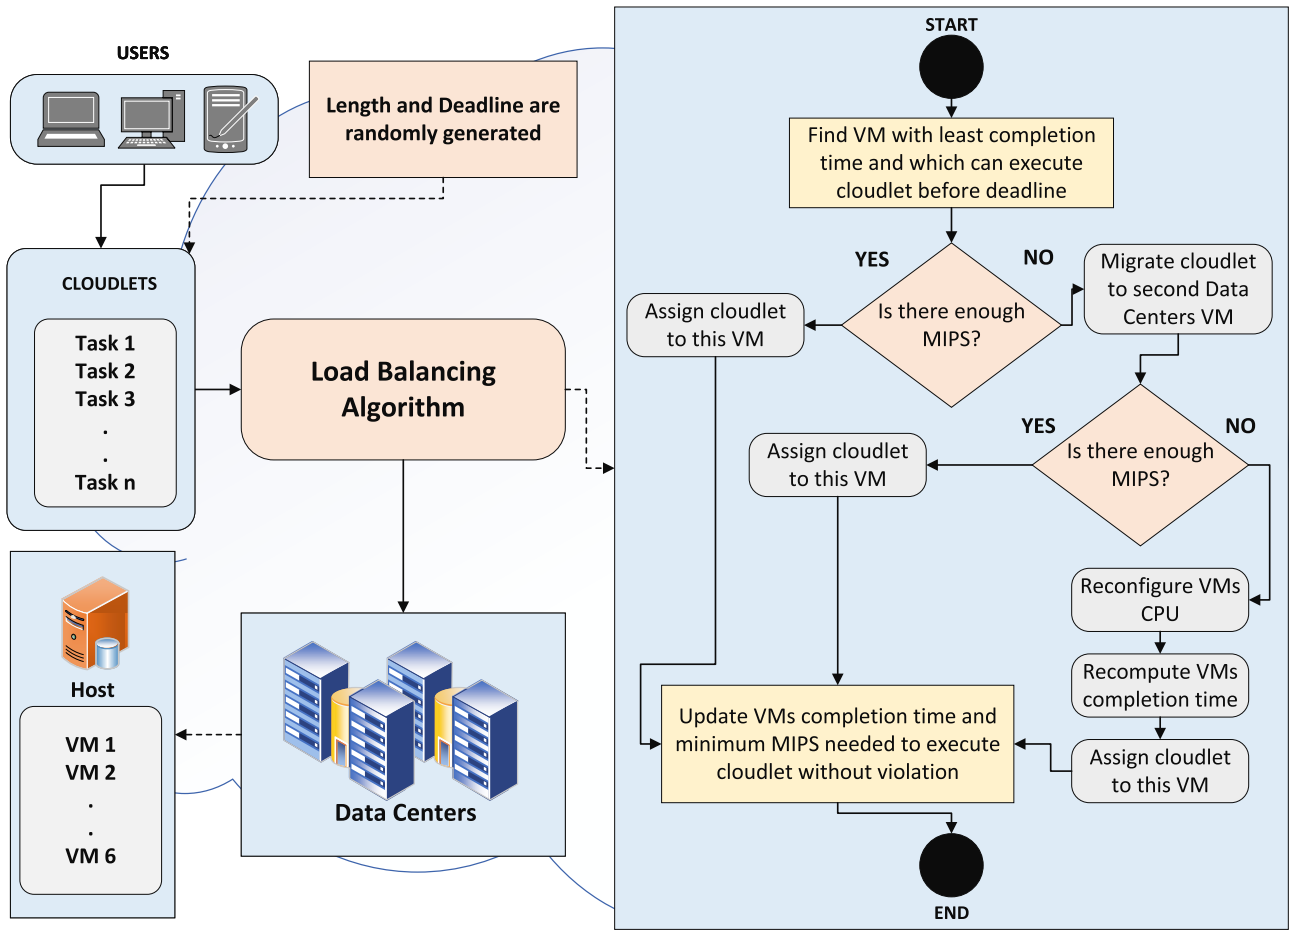 USERS
Length and Deadline are
randomly generated
CLOUDLETS
Task 1
Task 2
Task 3
.
.
Task n
Load Balancing
Algorithm
Host
VM 1
VM 2
.
.
VM 6
Data Centers
START
Find VM with least completion
time and which can execute
cloudlet before deadline
YES
NO
Is there enough
MIPS?
Assign cloudlet
to this VM
Migrate cloudlet
to second Data
Centers VM
YES
NO
Is there enough
MIPS?
Assign cloudlet
to this VM
Reconfigure VMs
CPU
Recompute VMs
completion time
Assign cloudlet
to this VM
Update VMs completion time and
minimum MIPS needed to execute
cloudlet without violation
END